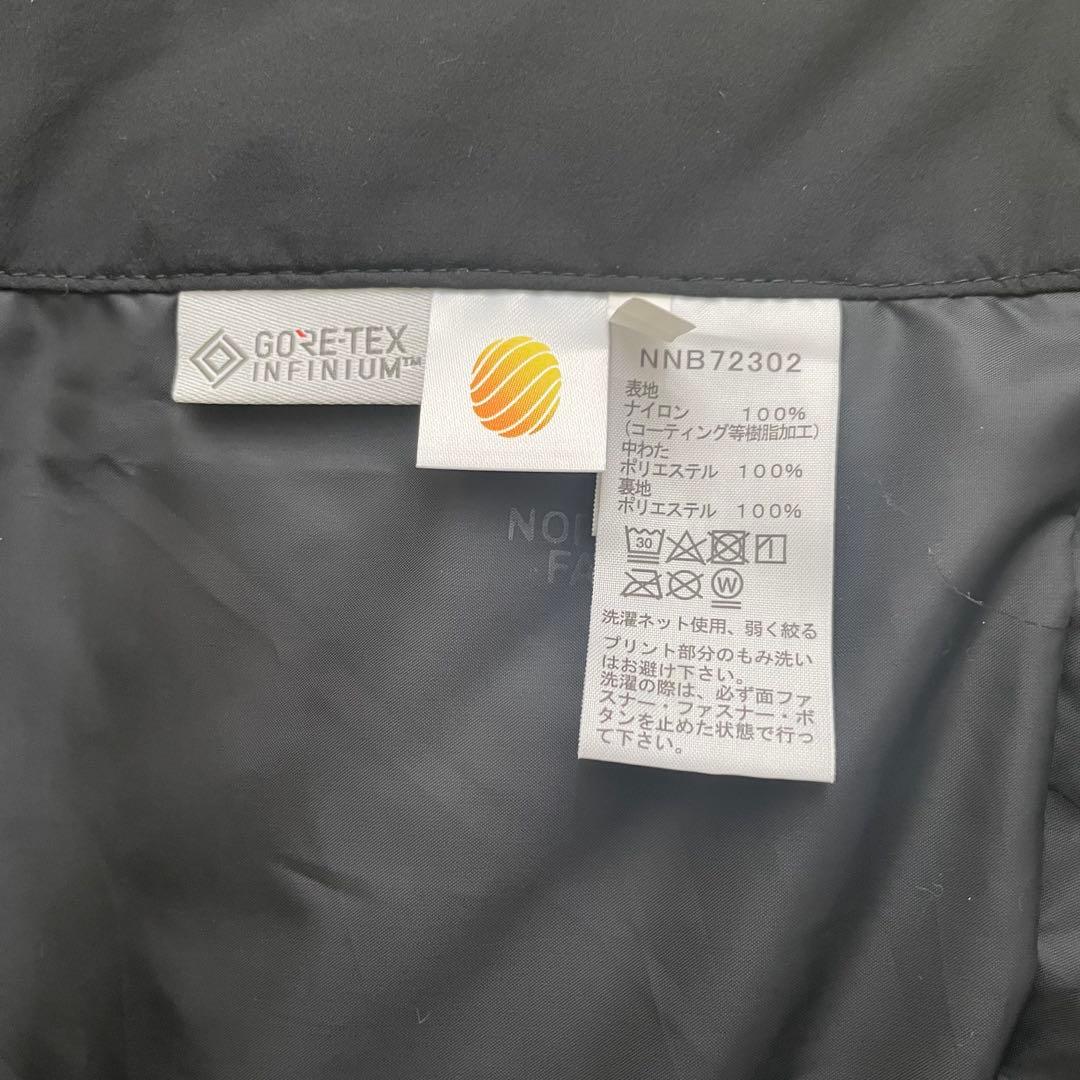 GORE-TEX
INFINIUM™
NNB72302
表地
ナイロン 100%
(コーティング等樹脂加工)
中わた
ポリエステル 100%
裏地
ポリエステル 100%
30
1
W
洗濯ネット使用、弱く絞る
プリント部分のもみ洗い
はお避け下さい。
洗濯の際は、必ず面ファ
スナー・ファスナー・ボ
タンを止めた状態で行っ
て下さい。